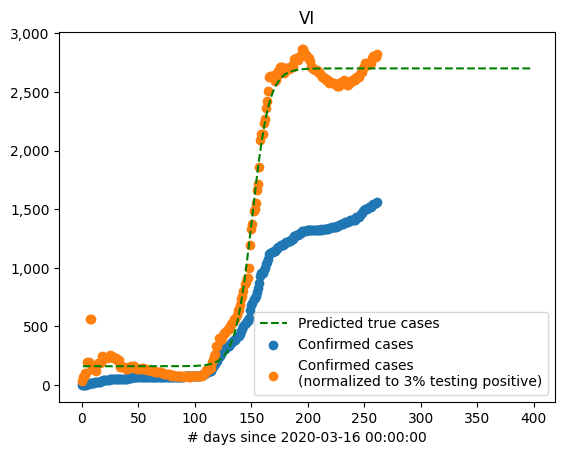 VI
3,000
2,500
2,000
1,500
1,000
500
0
0 50 100 150 200 250 300 350 400
# days since 2020-03-16 00:00:00
Predicted true cases
Confirmed cases
Confirmed cases
(normalized to 3% testing positive)